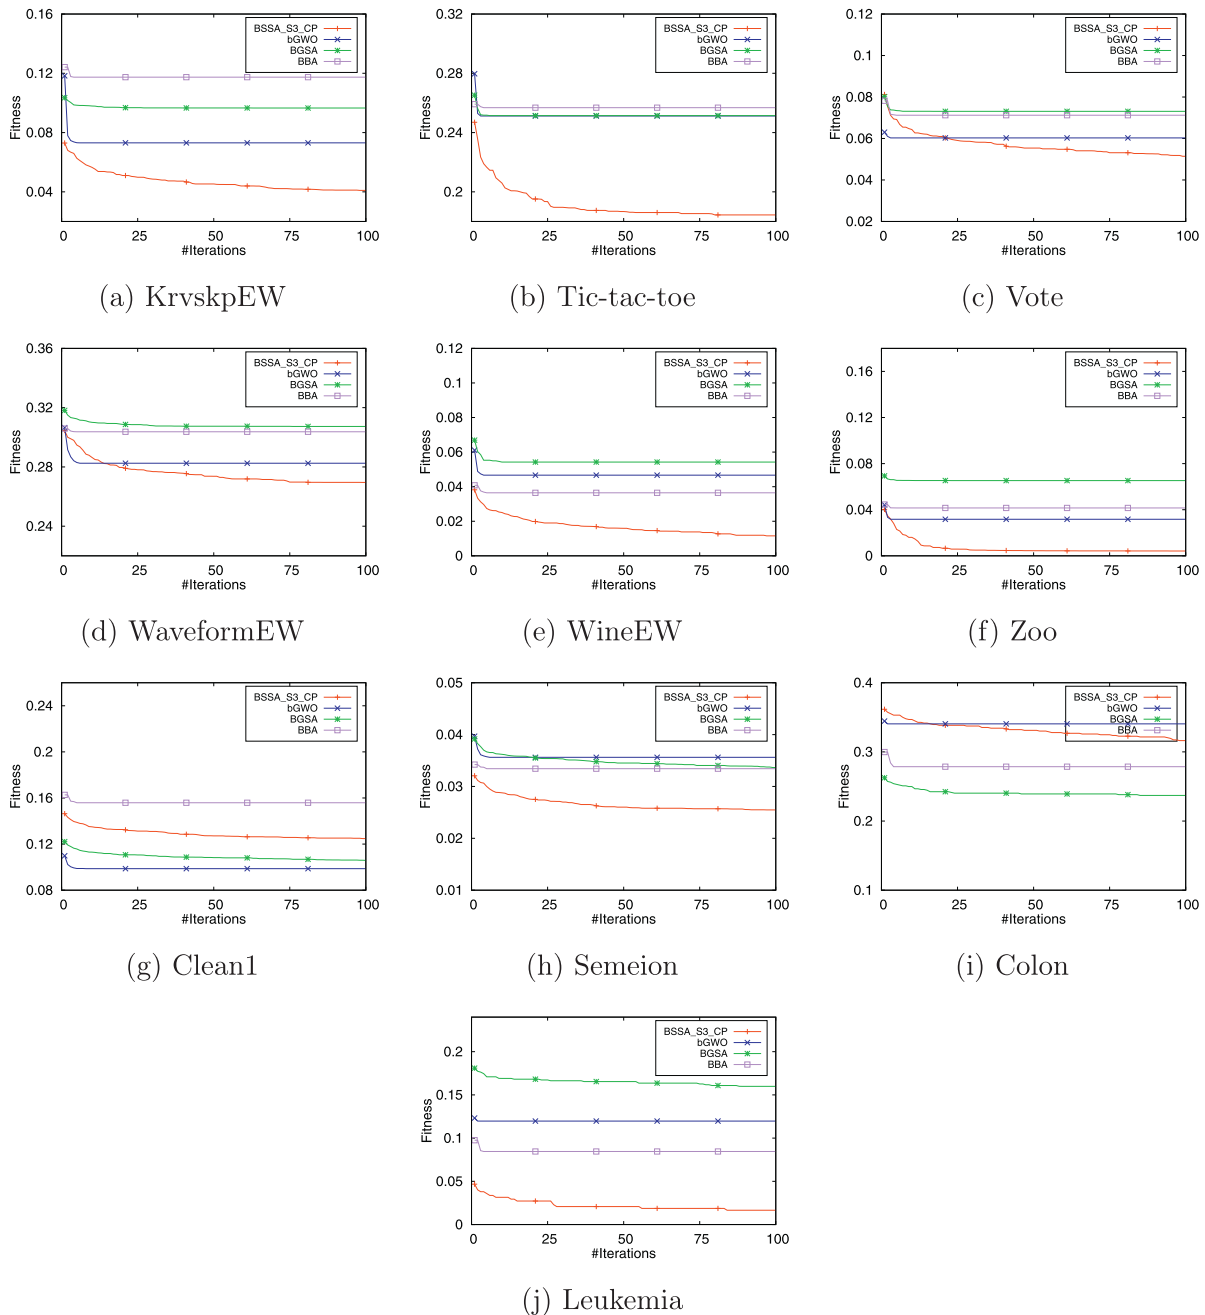 0.16
0.12
0.08
0.04
Fitness
BSSA_S3_CP
bGWO
BGSA
BBA
0 25 50 75 100
#Iterations
(a) KrvskpEW
0.32
0.28
0.24
0.2
Fitness
BSSA_S3_CP
bGWO
BGSA
BBA
0 25 50 75 100
#Iterations
(b) Tic-tac-toe
0.12
0.1
0.08
0.06
0.04
0.02
Fitness
BSSA_S3_CP
bGWO
BGSA
BBA
0 25 50 75 100
#Iterations
(c) Vote
0.36
0.32
0.28
0.24
Fitness
BSSA_S3_CP
bGWO
BGSA
BBA
0 25 50 75 100
#Iterations
(d) WaveformEW
0.12
0.1
0.08
0.06
0.04
0.02
0
Fitness
BSSA_S3_CP
bGWO
BGSA
BBA
0 25 50 75 100
#Iterations
(e) WineEW
0.16
0.12
0.08
0.04
0
Fitness
BSSA_S3_CP
bGWO
BGSA
BBA
0 25 50 75 100
#Iterations
(f) Zoo
0.24
0.2
0.16
0.12
0.08
Fitness
BSSA_S3_CP
bGWO
BGSA
BBA
0 25 50 75 100
#Iterations
(g) Clean1
0.05
0.04
0.03
0.02
0.01
Fitness
BSSA_S3_CP
bGWO
BGSA
BBA
0 25 50 75 100
#Iterations
(h) Semeion
0.4
0.3
0.2
0.1
Fitness
BSSA_S3_CP
bGWO
BGSA
BBA
0 25 50 75 100
#Iterations
(i) Colon
0.2
0.15
0.1
0.05
0
Fitness
BSSA_S3_CP
bGWO
BGSA
BBA
0 25 50 75 100
#Iterations
(j) Leukemia